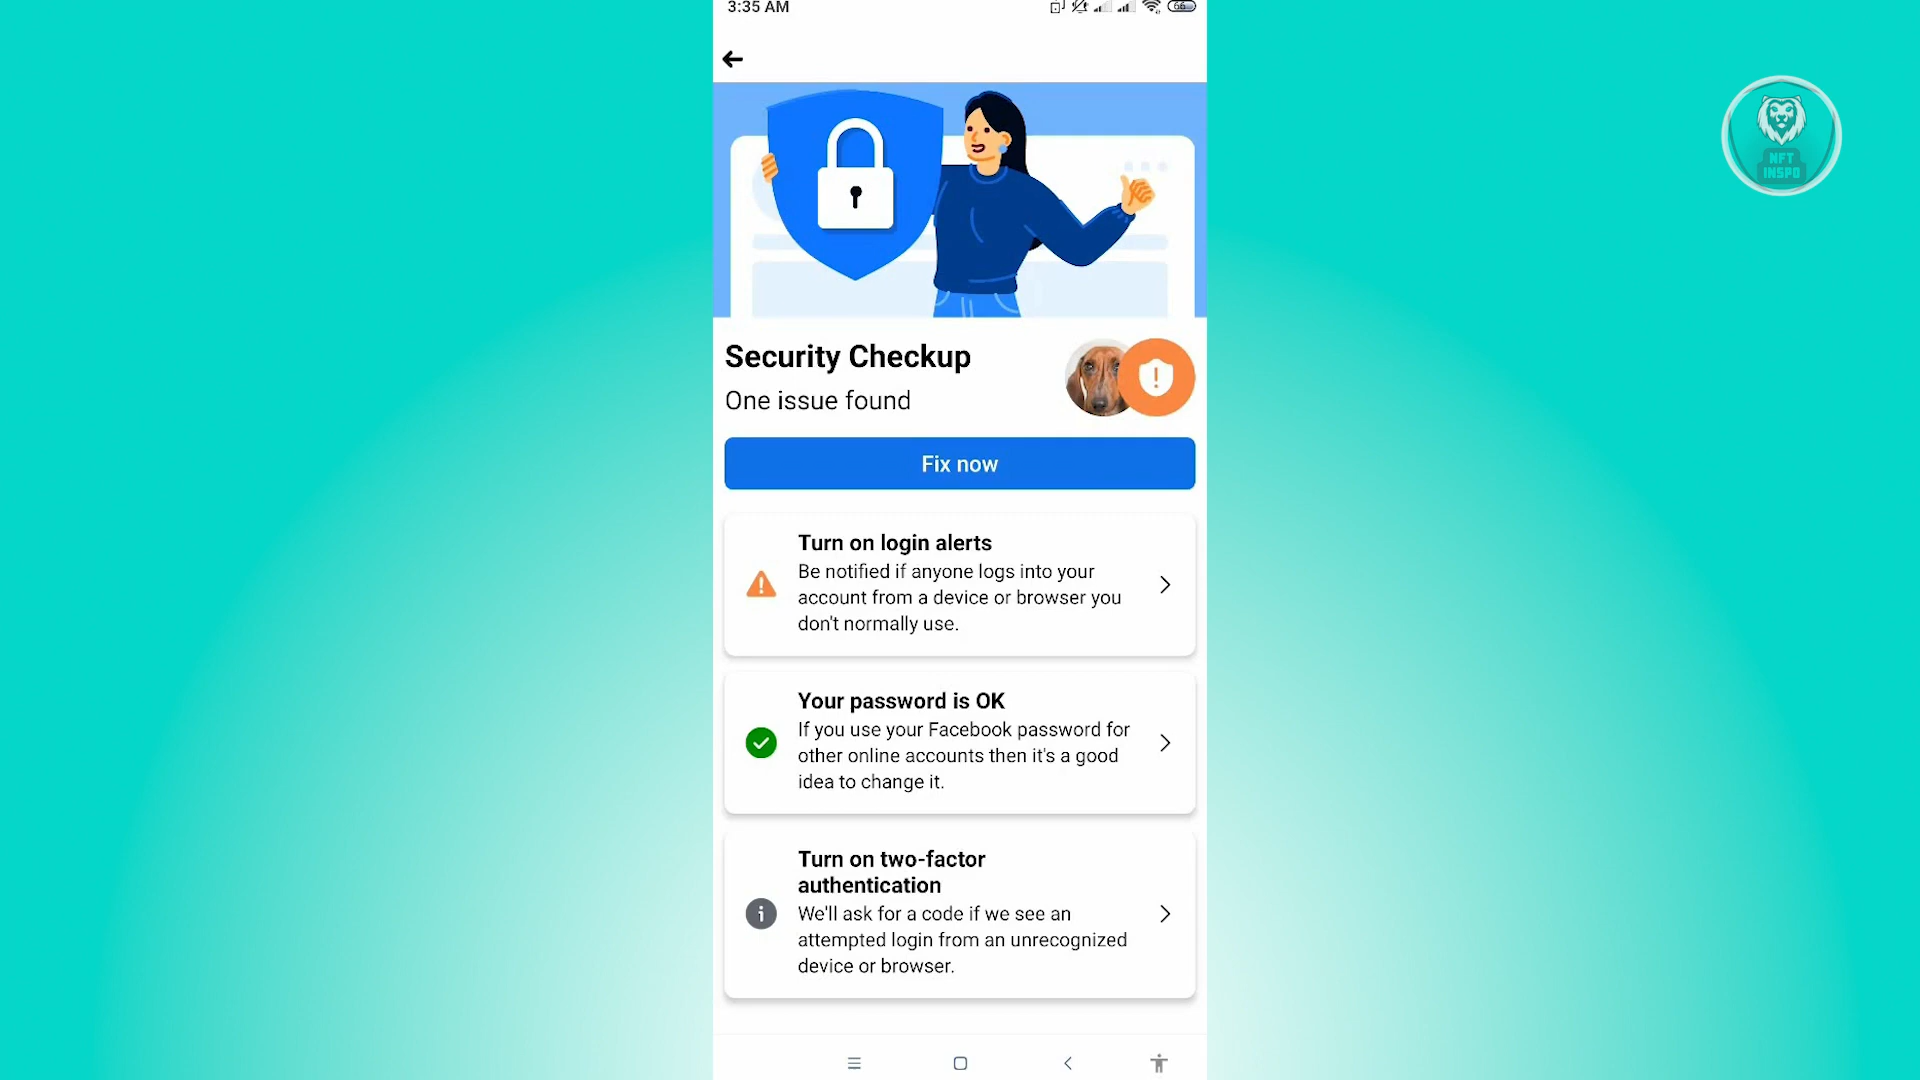 3:35 AM
66
NFT
INSPO
Security Checkup
One issue found
Fix now
Turn on login alerts
Be notified if anyone logs into your
account from a device or browser you
don't normally use.
Your password is OK
If you use your Facebook password for
other online accounts then it's a good
idea to change it.
Turn on two-factor
authentication
We'll ask for a code if we see an
attempted login from an unrecognized
device or browser.